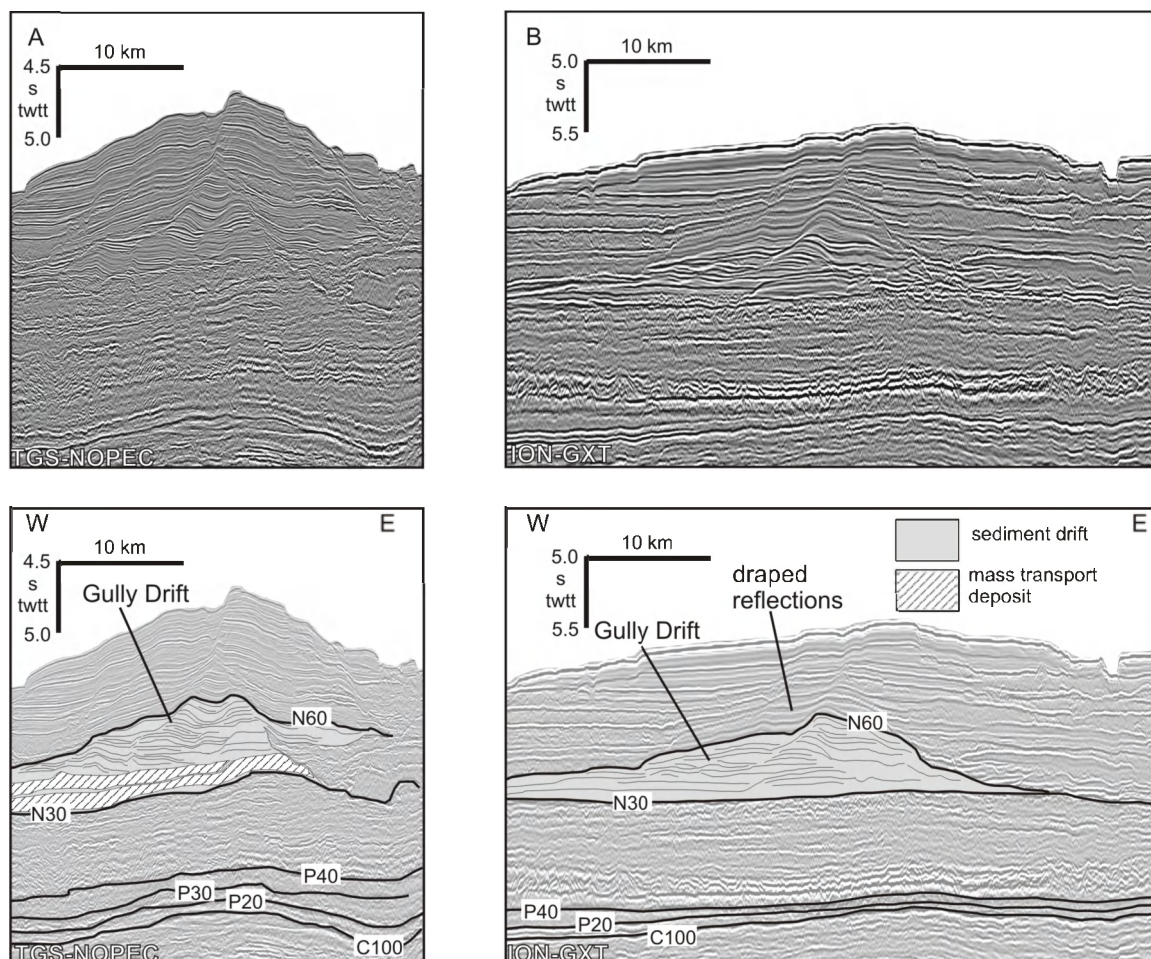 A
10 km
4.5
s
twtt
5.0
TGS-NOPEC
B
10 km
5.0
s
twtt
5.5
ION-GXT
W
E
10 km
4.5
s
twtt
5.0
Gully Drift
N60
N30
P40
P30
P20
C100
TGS-NOPEC
W
E
10 km
5.0
s
twtt
5.5
sediment drift
mass transport
deposit
draped
reflections
Gully Drift
N60
N30
P40
P20
C100
ION-GXT